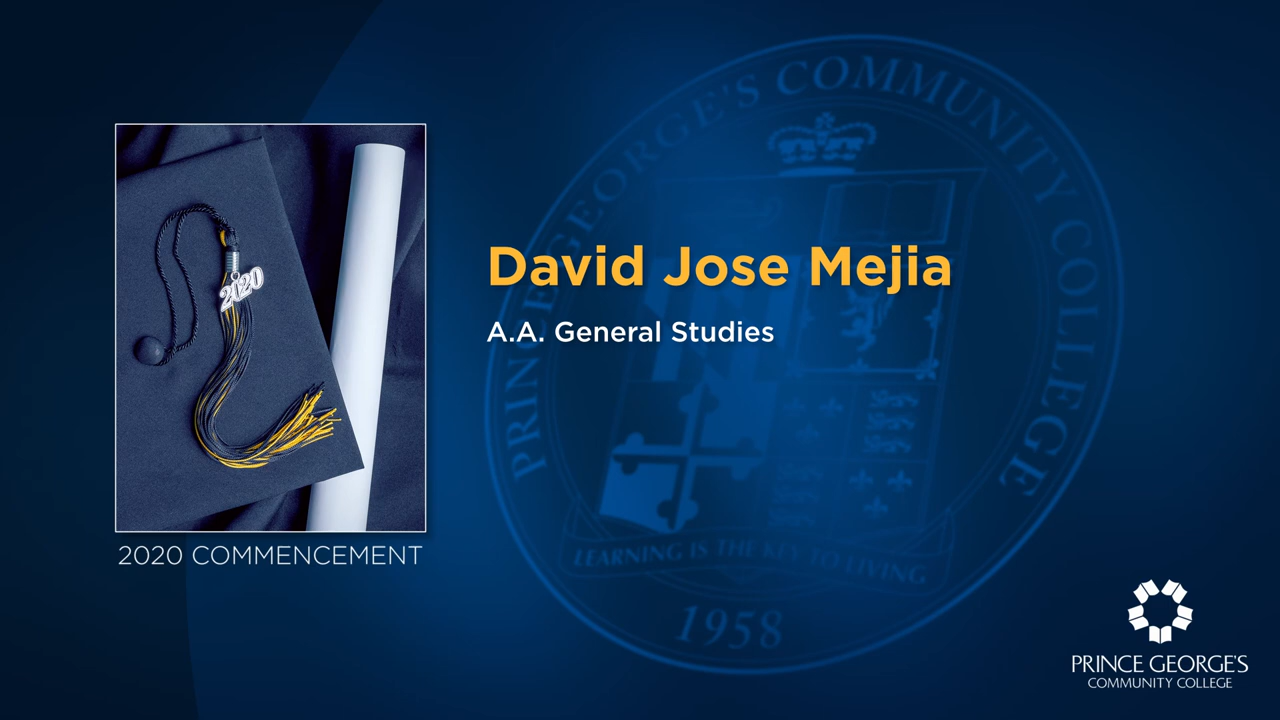 PRINCE GEORGE'S COMMUNITY COLLEGE
2020
David Jose Mejia
A.A. General Studies
2020 COMMENCEMENT
LEARNING IS THE KEY TO LIVING
1958
PRINCE GEORGE'S
COMMUNITY COLLEGE